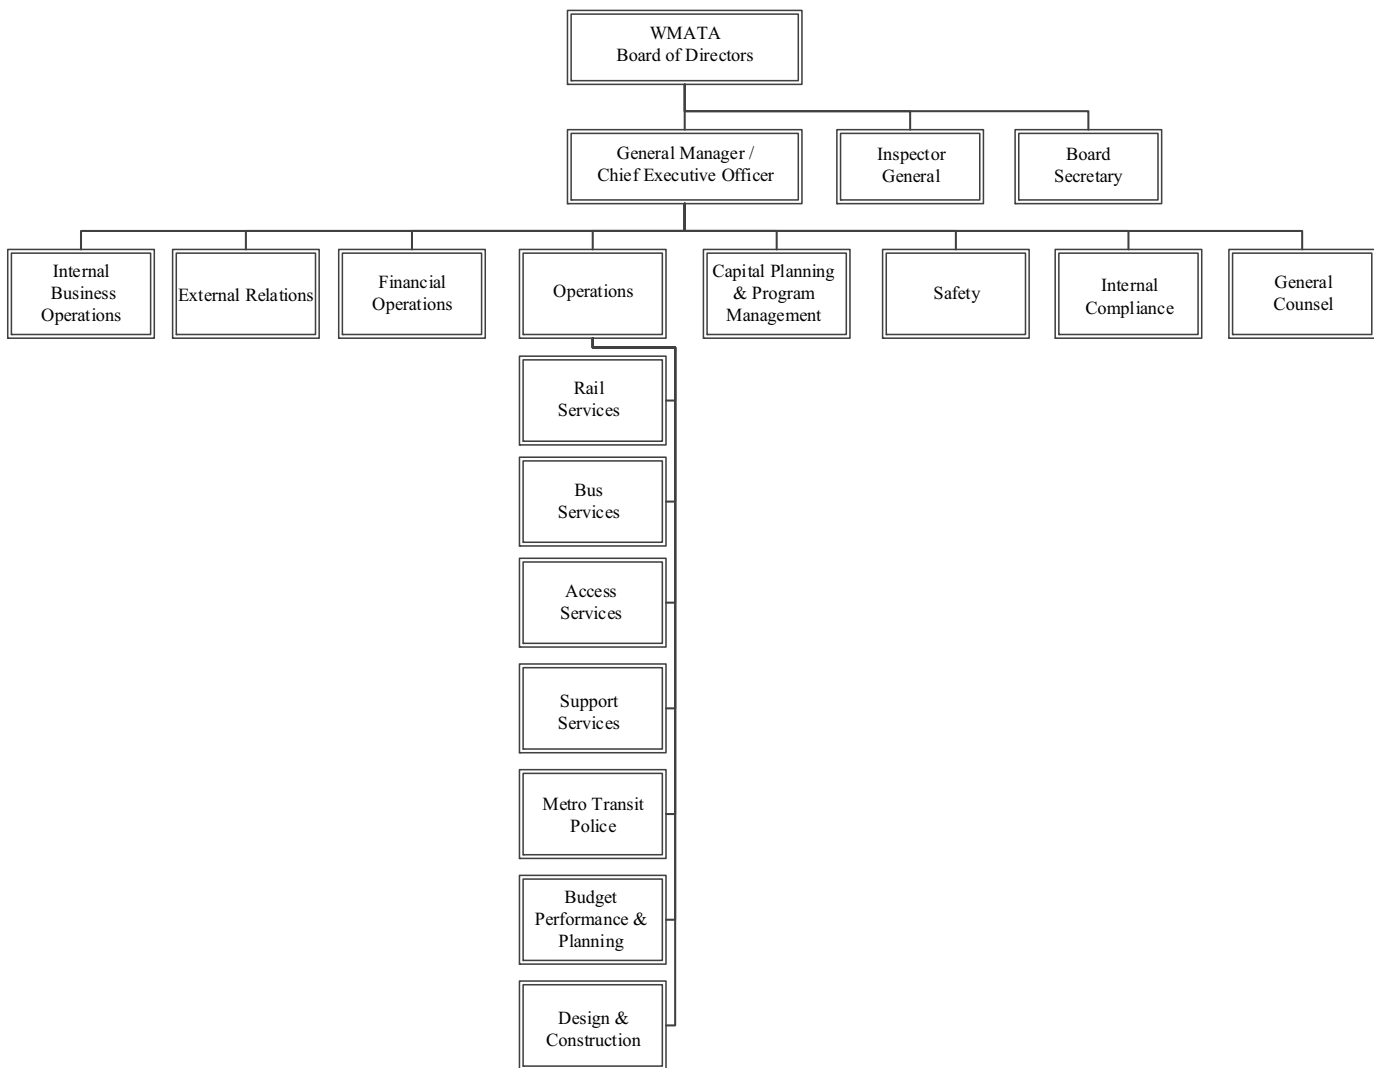 WMATA
Board of Directors
General Manager /
Chief Executive Officer
Inspector
General
Board
Secretary
Internal
Business
Operations
External Relations
Financial
Operations
Operations
Capital Planning
& Program
Management
Safety
Internal
Compliance
General
Counsel
Rail
Services
Bus
Services
Access
Services
Support
Services
Metro Transit
Police
Budget
Performance &
Planning
Design &
Construction